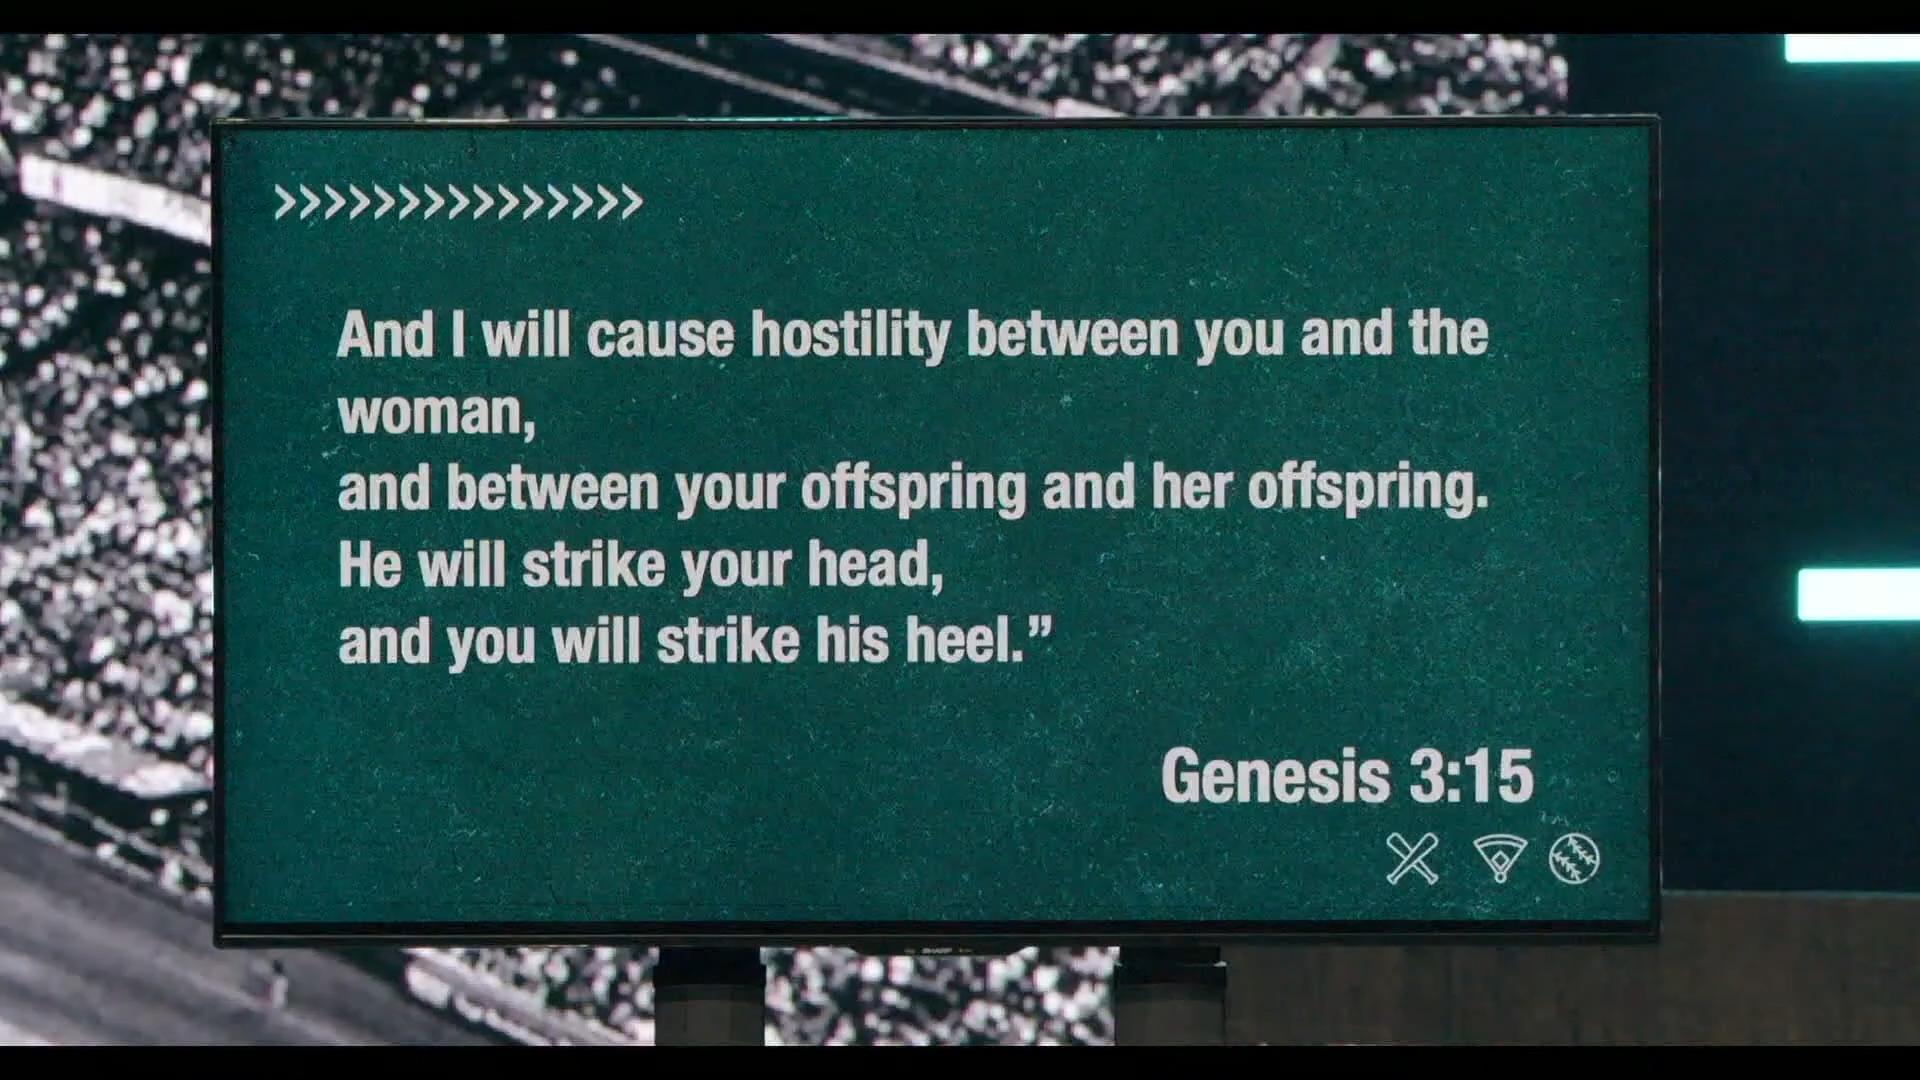 >>>>>>>>>>>>>>>
And I will cause hostility between you and the
woman,
and between your offspring and her offspring.
He will strike your head,
and you will strike his heel.”
Genesis 3:15
SHARP